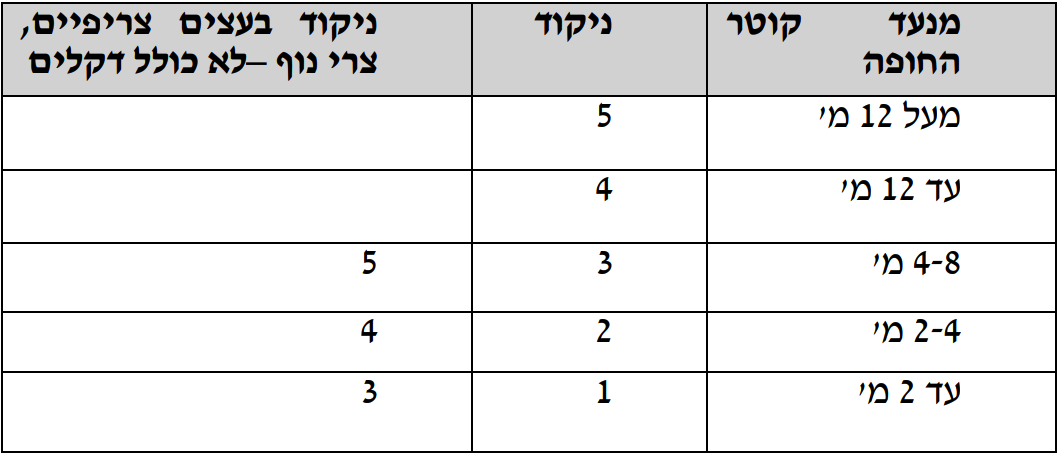 מנעד קוטר החופה	ניקוד	ניקוד בעצים צריפיים, צרי נוף –לא כולל דקלים
מעל 12 מ'	5
עד 12 מ'	4
4-8 מ'	3	5
2-4 מ'	2	4
עד 2 מ'	1	3